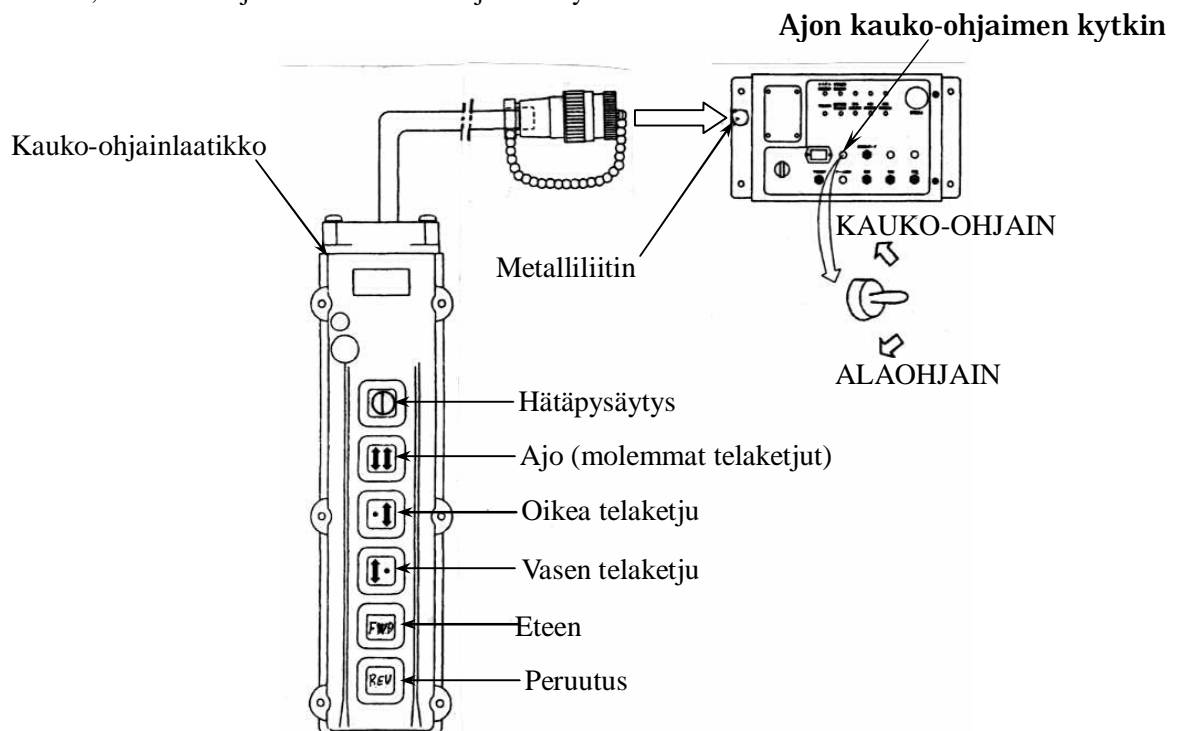 Ajon kauko-ohjaimen kytkin
Kauko-ohjainlaatikko
KAUKO-OHJAIN
Metalliliitin
ALAOHJAIN
Hätäpysäytys
Ajo (molemmat telaketjut)
Oikea telaketju
Vasen telaketju
FWD
Eteen
REV
Peruutus